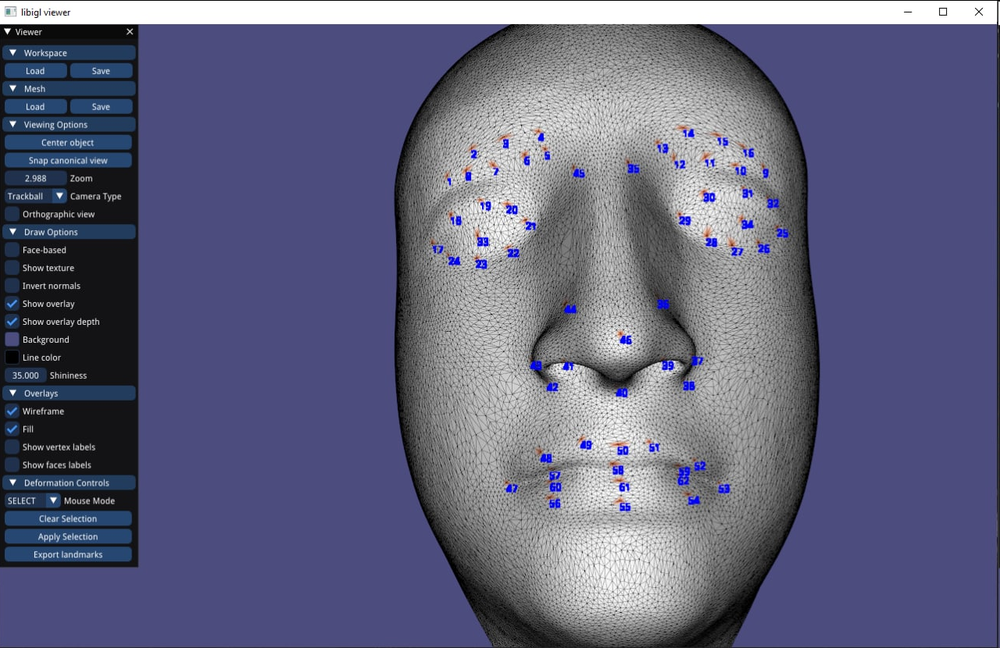 libigl viewer
Viewer
Workspace
Load Save
Mesh
Load Save
Viewing Options
Center object
Snap canonical view
2.988 Zoom
Trackball Camera Type
Orthographic view
Draw Options
Face-based
Show texture
Invert normals
Show overlay
Show overlay depth
Background
Line color
35.000 Shininess
Overlays
Wireframe
Fill
Show vertex labels
Show faces labels
Deformation Controls
SELECT Mouse Mode
Clear Selection
Apply Selection
Export landmarks
14
4 15
3 13 16
2 6 5 12 11 10 9
1 8 7 45 35
19 20 30 31 32
18 21 29 34 25
17 33 22 28 27 26
24 23
44 36
46
43 41 39 37
42 40 38
49 50 51
48 58 59 52
47 57 60 61 62 53
56 55 54